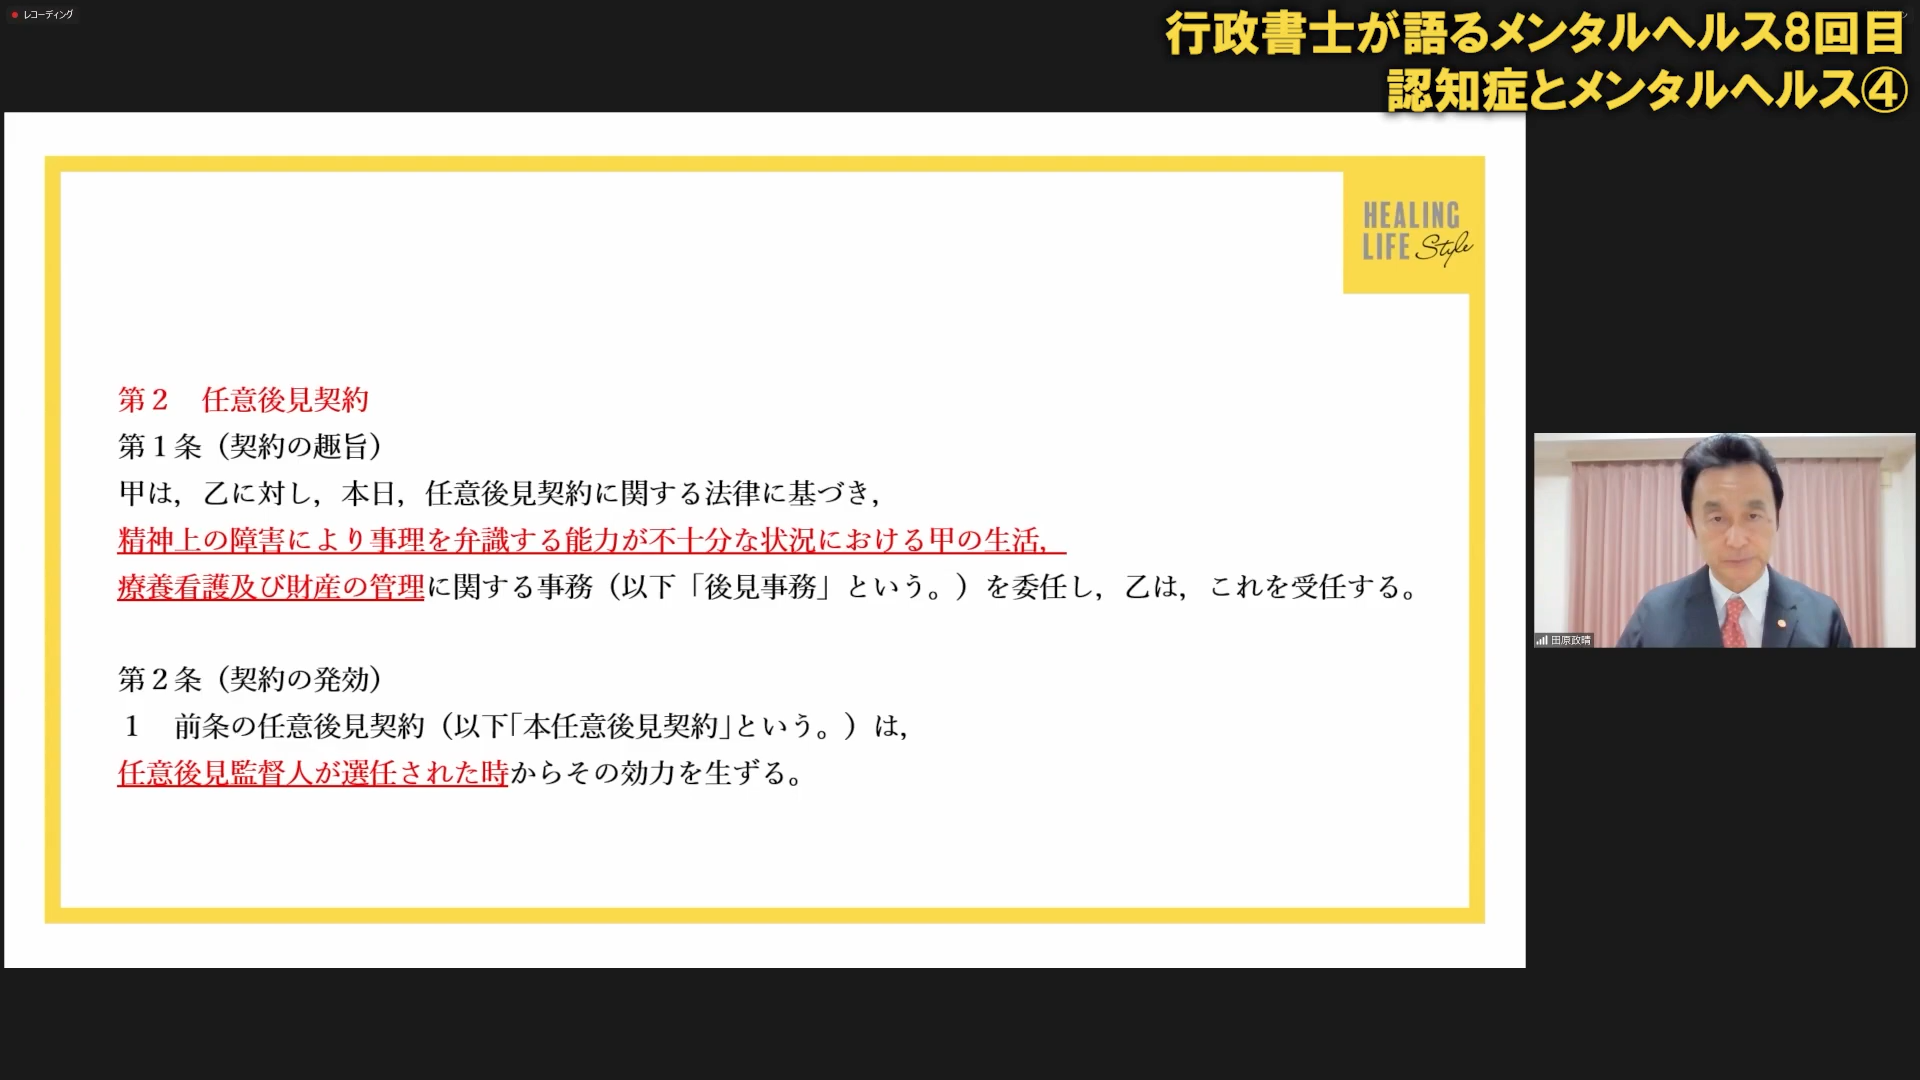 レコーディング
行政書士が語るメンタルヘルス8回目
認知症とメンタルヘルス④
HEALING
LIFE Style
第２　任意後見契約
第１条（契約の趣旨）
甲は，乙に対し，本日，任意後見契約に関する法律に基づき，
精神上の障害により事理を弁識する能力が不十分な状況における甲の生活，
療養看護及び財産の管理に関する事務（以下「後見事務」という。）を委任し，乙は，これを受任する。
第２条（契約の発効）
１　前条の任意後見契約（以下｢本任意後見契約｣という。）は，
任意後見監督人が選任された時からその効力を生ずる。
田原政晴